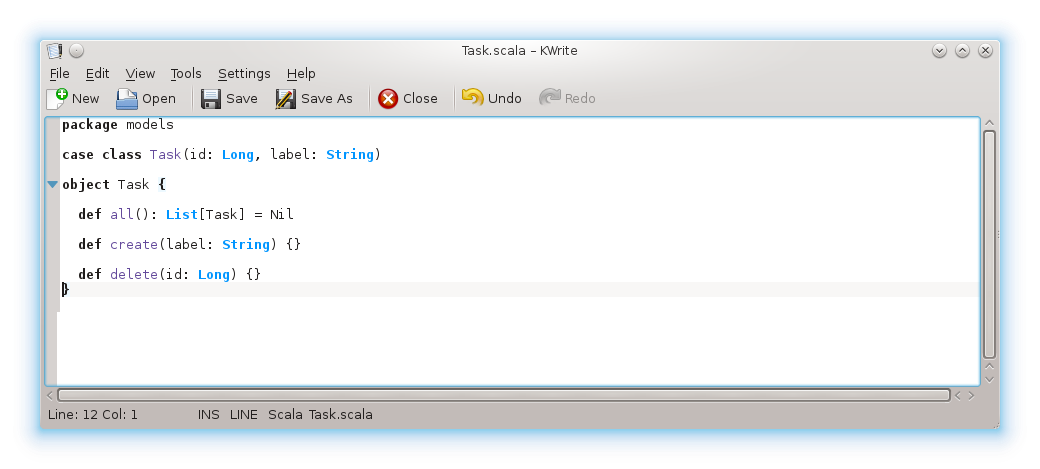 Task.scala – KWrite
File Edit View Tools Settings Help
New Open Save Save As Close Undo Redo
package models
case class Task(id: Long, label: String)
object Task {
  def all(): List[Task] = Nil
  def create(label: String) {}
  def delete(id: Long) {}
}
Line: 12 Col: 1 INS LINE Scala Task.scala